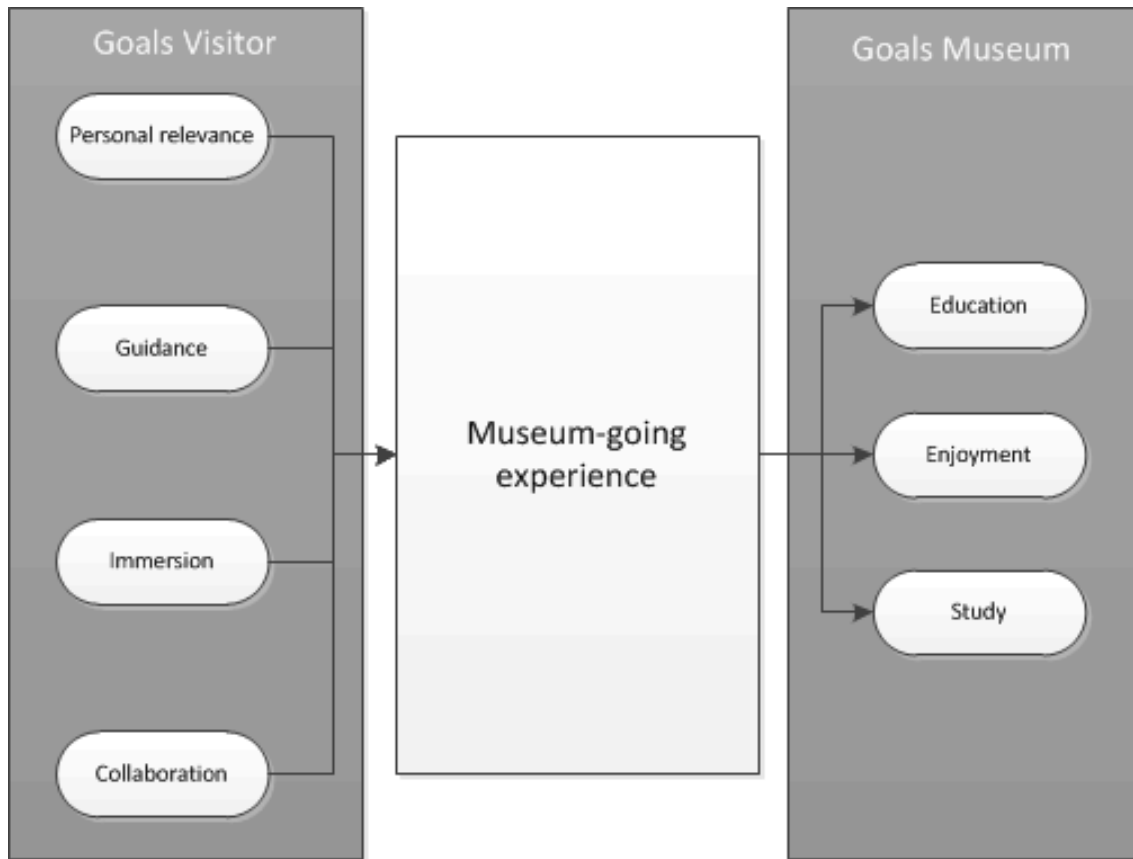 Goals Visitor
Personal relevance
Guidance
Immersion
Collaboration
Museum-going
experience
Goals Museum
Education
Enjoyment
Study